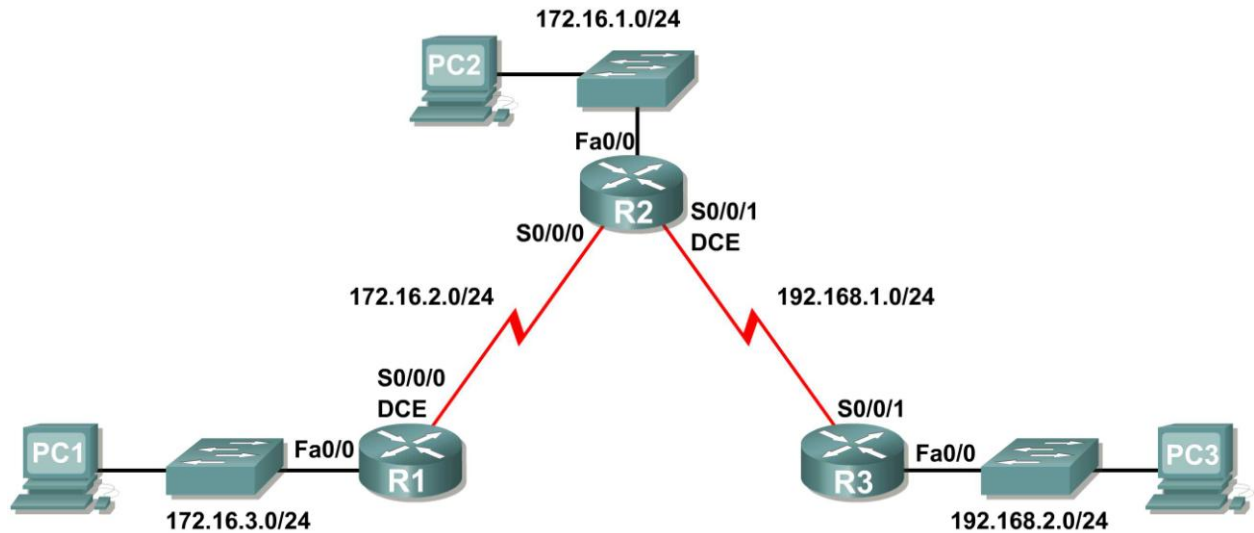 172.16.1.0/24
PC2
Fa0/0
R2
S0/0/1
DCE
S0/0/0
172.16.2.0/24
192.168.1.0/24
S0/0/0
DCE
S0/0/1
PC1
Fa0/0
R1
R3
Fa0/0
PC3
172.16.3.0/24
192.168.2.0/24